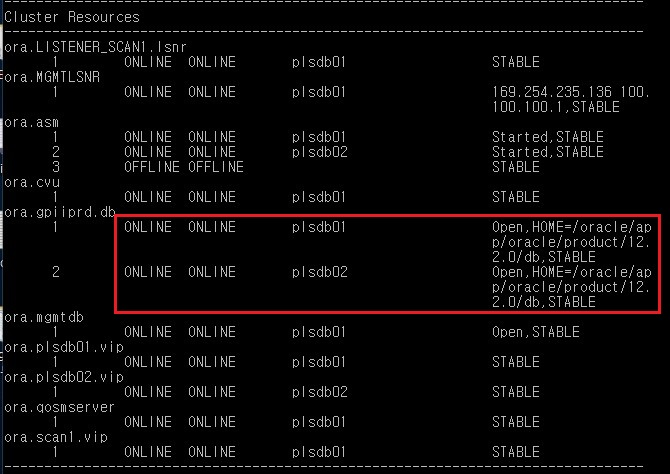 --------------------------------------------------------------------------------
Cluster Resources
--------------------------------------------------------------------------------
ora.LISTENER_SCAN1.lsnr
      1        ONLINE  ONLINE       plsdb01                  STABLE
ora.MGMTLSNR
      1        ONLINE  ONLINE       plsdb01                  169.254.235.136 100.
                                                             100.100.1,STABLE
ora.asm
      1        ONLINE  ONLINE       plsdb01                  Started,STABLE
      2        ONLINE  ONLINE       plsdb02                  Started,STABLE
      3        OFFLINE OFFLINE                               STABLE
ora.cvu
      1        ONLINE  ONLINE       plsdb01                  STABLE
ora.gpiiprd.db
      1        ONLINE  ONLINE       plsdb01                  Open,HOME=/oracle/ap
                                                             p/oracle/product/12.
                                                             2.0/db,STABLE
      2        ONLINE  ONLINE       plsdb02                  Open,HOME=/oracle/ap
                                                             p/oracle/product/12.
                                                             2.0/db,STABLE
ora.mgmtdb
      1        ONLINE  ONLINE       plsdb01                  Open,STABLE
ora.plsdb01.vip
      1        ONLINE  ONLINE       plsdb01                  STABLE
ora.plsdb02.vip
      1        ONLINE  ONLINE       plsdb02                  STABLE
ora.qosmserver
      1        ONLINE  ONLINE       plsdb01                  STABLE
ora.scan1.vip
      1        ONLINE  ONLINE       plsdb01                  STABLE
--------------------------------------------------------------------------------